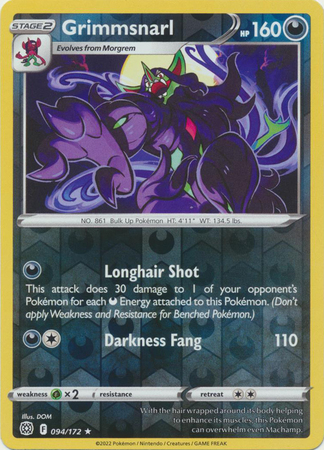 STAGE 2 Grimmsnarl HP 160
Evolves from Morgrem
NO. 861 Bulk Up Pokémon HT: 4'11" WT: 134.5 lbs.
Longhair Shot
This attack does 30 damage to 1 of your opponent's
Pokémon for each Energy attached to this Pokémon. (Don't
apply Weakness and Resistance for Benched Pokémon.)
Darkness Fang 110
weakness ×2 resistance retreat
illus. DOM
With the hair wrapped around its body helping
to enhance its muscles, this Pokémon
can overwhelm even Machamp.
F 094/172 ★
©2022 Pokémon / Nintendo / Creatures / GAME FREAK